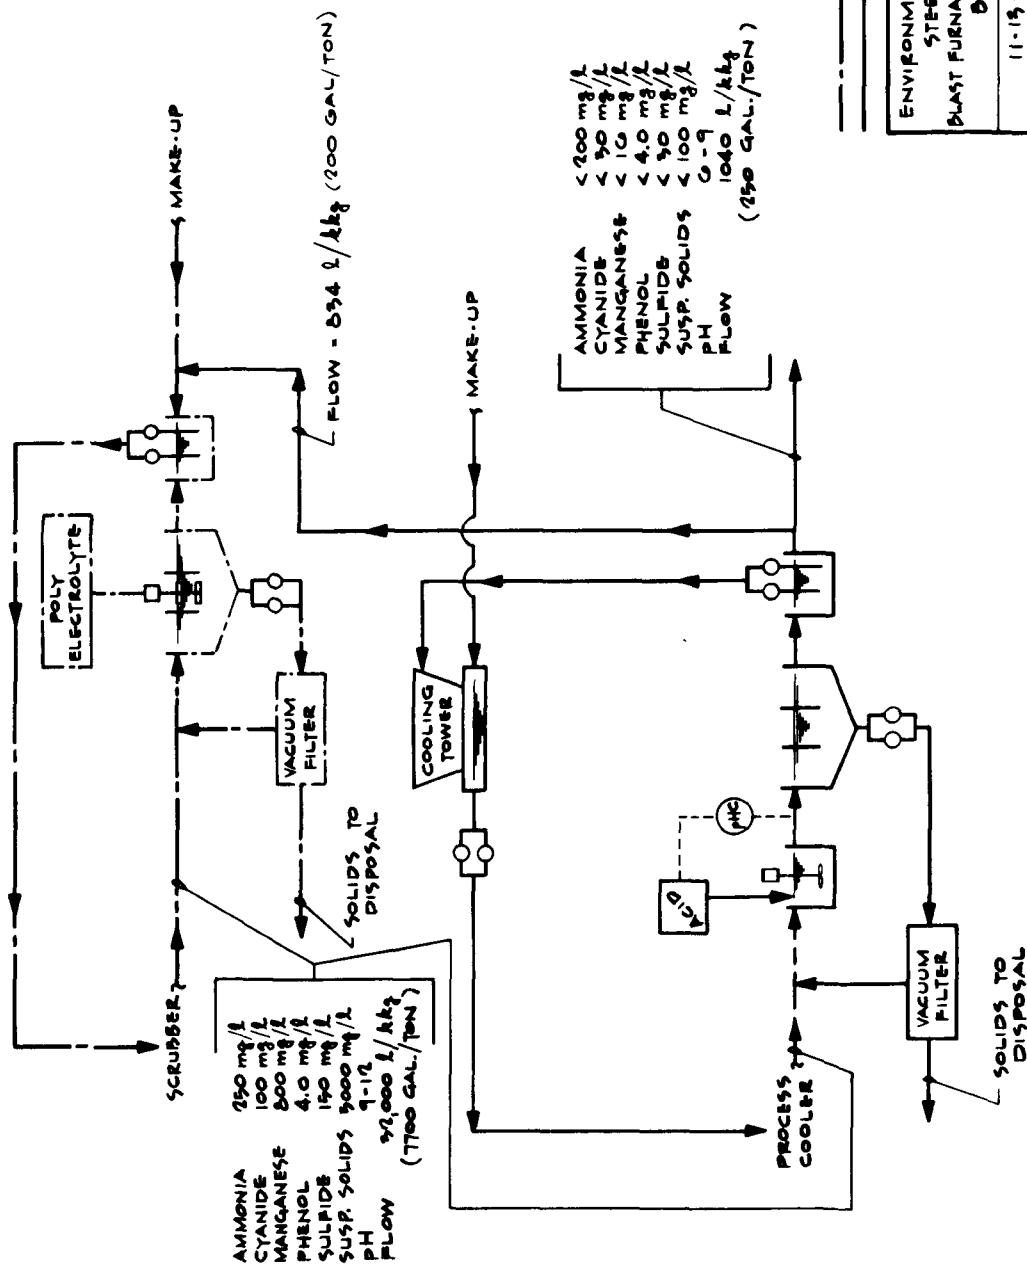 POLY
ELECTROLYTE
MAKE-UP
SCRUBBER
VACUUM
FILTER
SOLIDS TO
DISPOSAL
FLOW - 834 l/kkg (200 GAL/TON)
AMMONIA 250 mg/l
CYANIDE 100 mg/l
MANGANESE 800 mg/l
PHENOL 4.0 mg/l
SULFIDE 150 mg/l
SUSP. SOLIDS 5000 mg/l
pH 9-12
FLOW 32,000 l/kkg
(7700 GAL./TON)
COOLING
TOWER
MAKE-UP
AMMONIA <200 mg/l
CYANIDE <30 mg/l
MANGANESE <10 mg/l
PHENOL <4.0 mg/l
SULFIDE <30 mg/l
SUSP. SOLIDS <100 mg/l
pH 6-9
FLOW 1040 l/kkg
(250 GAL./TON)
PROCESS
COOLER
ACID
pHC
VACUUM
FILTER
SOLIDS TO
DISPOSAL
ENVIRONM
STEE
BLAST FURNA
11-13